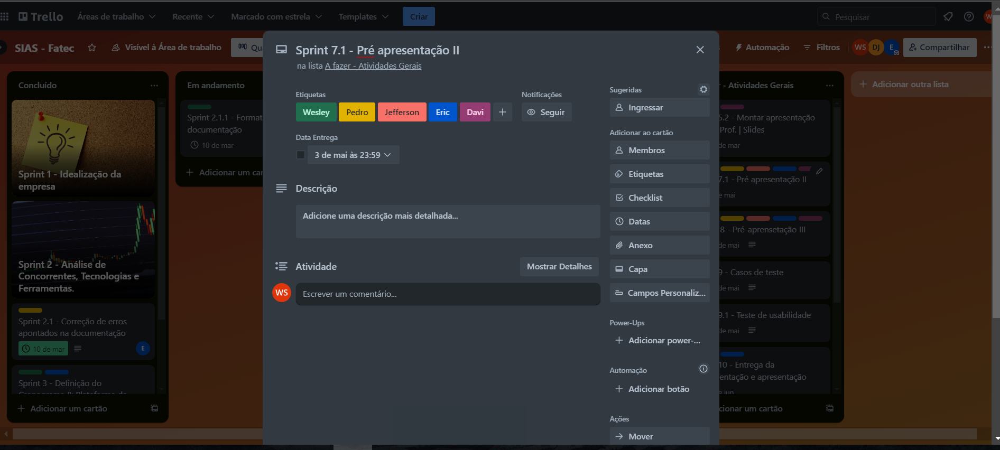 Trello
Áreas de trabalho
Recente
Marcado com estrela
Templates
Criar
Pesquisar
SIAS - Fatec
Visível à Área de trabalho
Automação
Filtros
WS
DJ
E
Compartilhar
Concluído
Sprint 1 - Idealização da
empresa
Sprint 2 - Análise de
Concorrentes, Tecnologias e
Ferramentas.
Sprint 2.1 - Correção de erros
apontados na documentação
10 de mar
E
Sprint 3 - Definição do
Adicionar um cartão
Em andamento
Sprint 2.1.1 -
documentação
10 de mar
Adicionar um
Sprint 7.1 - Pré apresentação II
na lista A fazer - Atividades Gerais
Etiquetas
Wesley
Pedro
Jefferson
Eric
Davi
Notificações
Seguir
Data Entrega
3 de mai às 23:59
Descrição
Adicione uma descrição mais detalhada...
Atividade
Mostrar Detalhes
WS
Escrever um comentário...
Sugeridas
Ingressar
Adicionar ao cartão
Membros
Etiquetas
Checklist
Datas
Anexo
Capa
Campos Personaliz...
Power-Ups
Adicionar power-...
Automação
Adicionar botão
Ações
Mover
- Atividades Gerais
5.2 - Montar apresentação
Prof. | Slides
de mar
7.1 - Pré apresentação II
mai
8 - Pré-aprensetação III
de mai
9 - Casos de teste
de mai
9.1 - Teste de usabilidade
de mai
10 - Entrega da
e apresentação
jun
um cartão
Adicionar outra lista